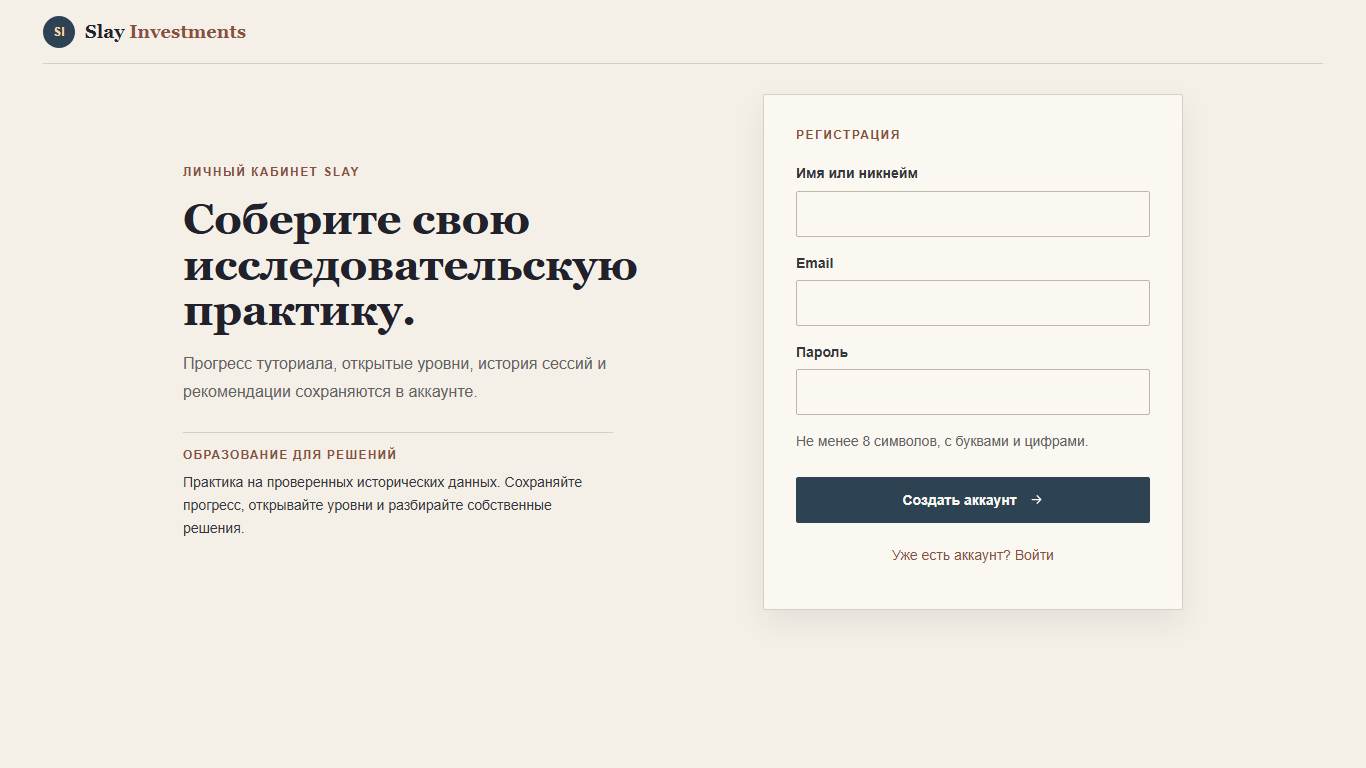 SI
Slay Investments
ЛИЧНЫЙ КАБИНЕТ SLAY
Соберите свою
исследовательскую
практику.
Прогресс туториала, открытые уровни, история сессий и
рекомендации сохраняются в аккаунте.
ОБРАЗОВАНИЕ ДЛЯ РЕШЕНИЙ
Практика на проверенных исторических данных. Сохраняйте
прогресс, открывайте уровни и разбирайте собственные
решения.
РЕГИСТРАЦИЯ
Имя или никнейм
Email
Пароль
Не менее 8 символов, с буквами и цифрами.
Создать аккаунт →
Уже есть аккаунт? Войти